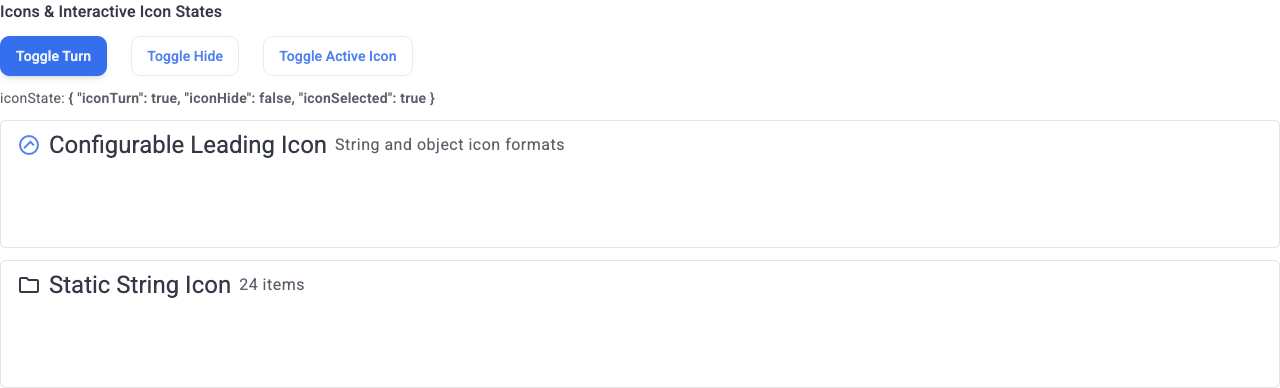 Icons & Interactive Icon States
Toggle Turn
Toggle Hide
Toggle Active Icon
iconState: { "iconTurn": true, "iconHide": false, "iconSelected": true }
Configurable Leading Icon String and object icon formats
Static String Icon 24 items